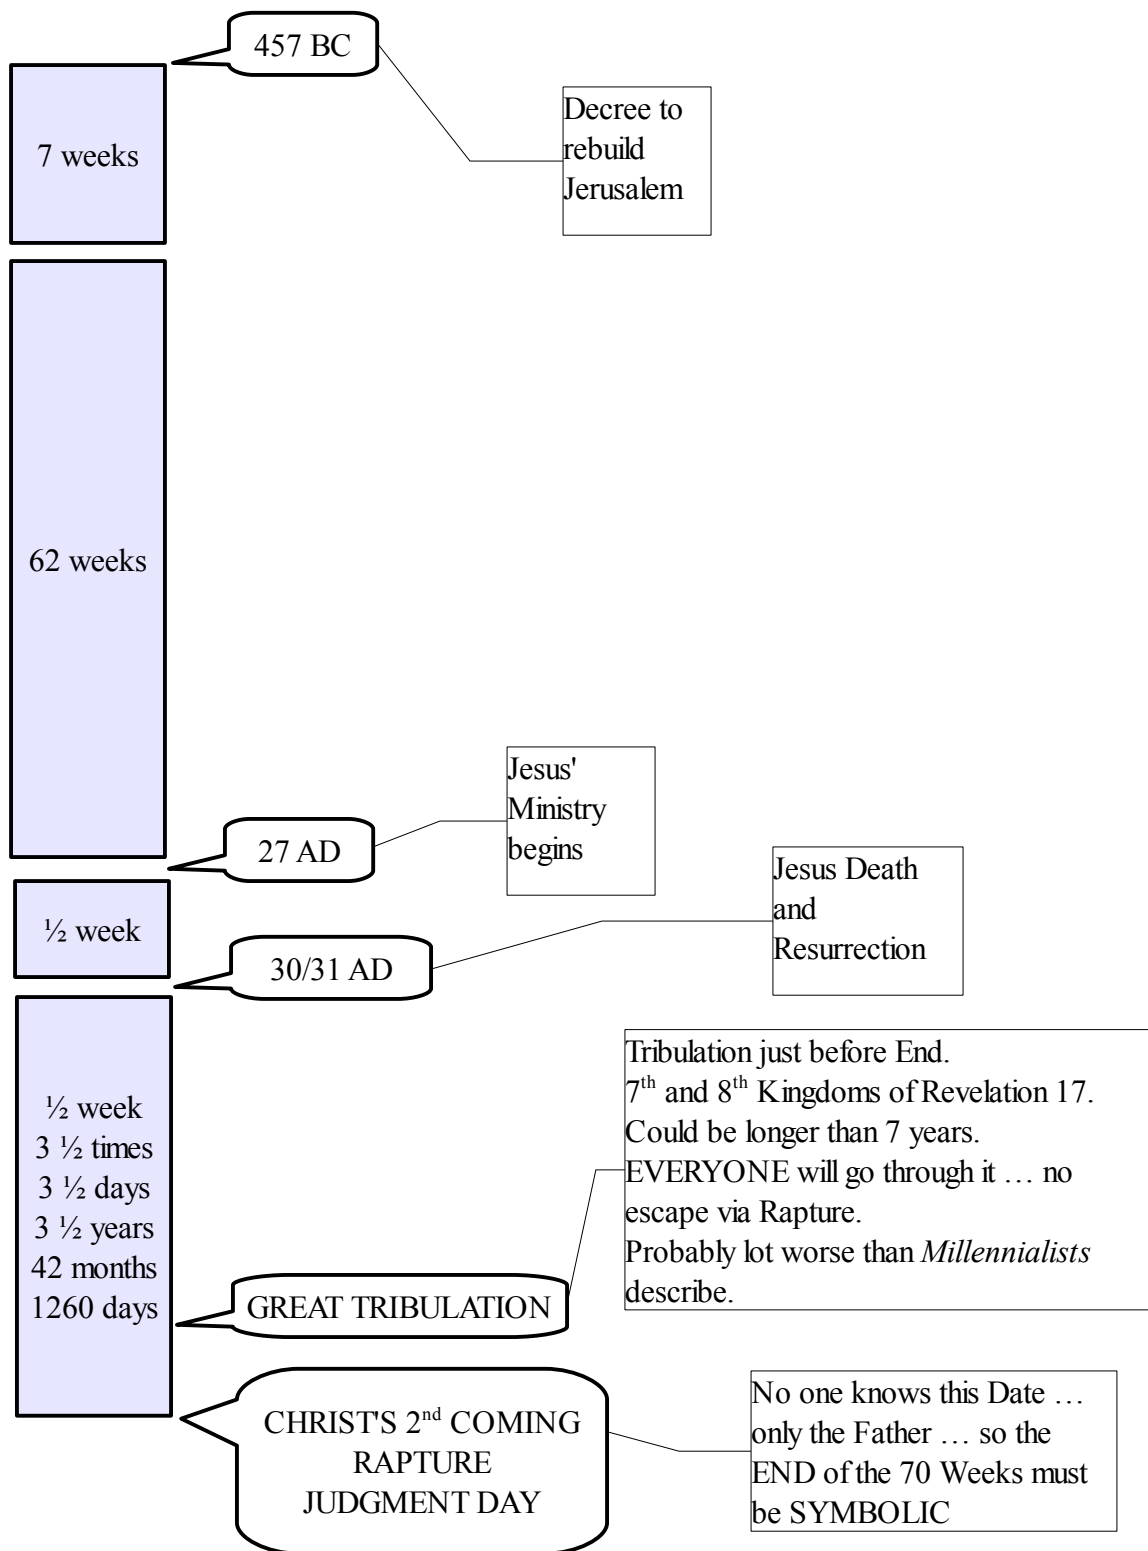 457 BC
7 weeks
Decree to
rebuild
Jerusalem
62 weeks
Jesus'
Ministry
begins
27 AD
Jesus Death
and
Resurrection
½ week
30/31 AD
½ week
3 ½ times
3 ½ days
3 ½ years
42 months
1260 days
Tribulation just before End.
7th and 8th Kingdoms of Revelation 17.
Could be longer than 7 years.
EVERYONE will go through it … no
escape via Rapture.
Probably lot worse than Millennialists
describe.
GREAT TRIBULATION
CHRIST'S 2nd COMING
RAPTURE
JUDGMENT DAY
No one knows this Date …
only the Father … so the
END of the 70 Weeks must
be SYMBOLIC